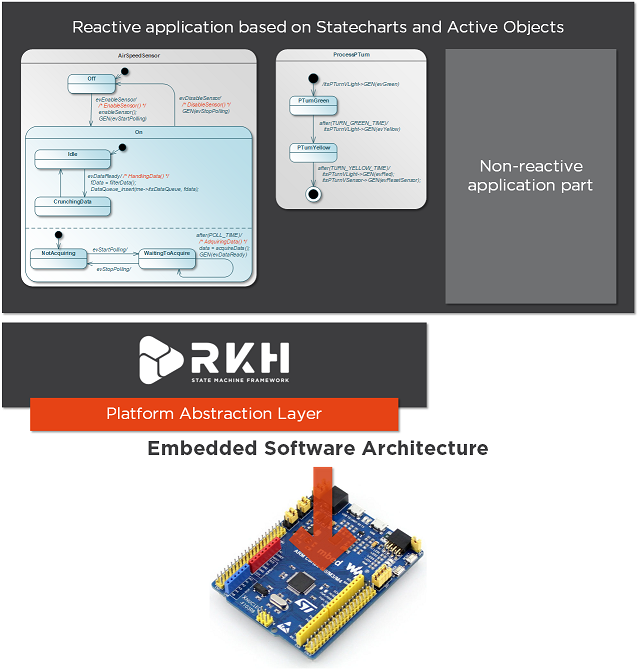 Reactive application based on Statecharts and Active Objects
AirSpeedSensor
Off
evEnableSensor/
/* EnableSensor() */
enableSensor();
GEN(evStartPolling)
evDisableSensor/
/* DisableSensor() */
GEN(evStopPolling)
On
Idle
evDataReady/ /* HandlingData() */
fData = filterData();
DataQueue_insert(me->itsDataQueue, fdata);
CrunchingData
NotAcquiring
evStartPolling/
evStopPolling/
WaitingToAcquire
after(POLL_TIME)/
/* AdquiringData() */
data = acquireData();
GEN(evDataReady)
ProcessPTurn
/itsPTurnVLight->GEN(evGreen)
PTurnGreen
after(TURN_GREEN_TIME)/
itsPTurnVLight->GEN(evYellow)
PTurnYellow
after(TURN_YELLOW_TIME)/
itsPTurnVLight->GEN(evRed)
itsPTurnVSensor->GEN(evResetSensor)
Non-reactive
application part
RKH
STATE MACHINE FRAMEWORK
Platform Abstraction Layer
Embedded Software Architecture
mbed
ST